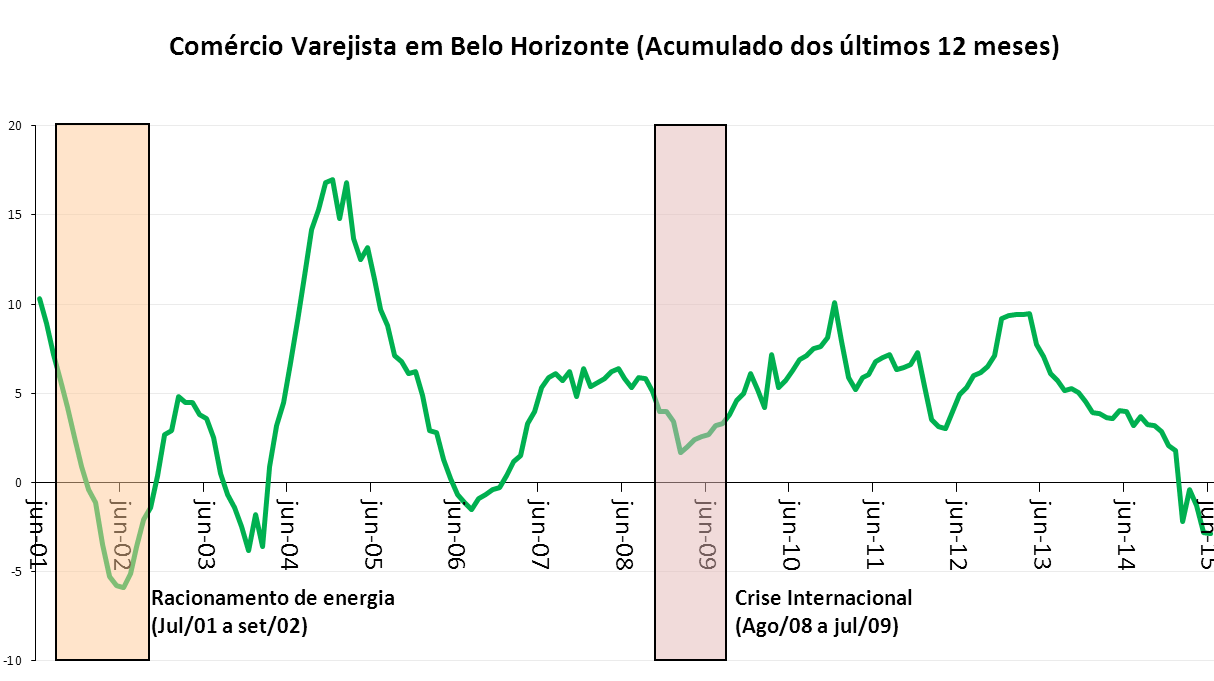 Comércio Varejista em Belo Horizonte (Acumulado dos últimos 12 meses)
20
15
10
5
0
-5
-10
jun-01
jun-02
jun-03
jun-04
jun-05
jun-06
jun-07
jun-08
jun-09
jun-10
jun-11
jun-12
jun-13
jun-14
jun-15
Racionamento de energia
(Jul/01 a set/02)
Crise Internacional
(Ago/08 a jul/09)